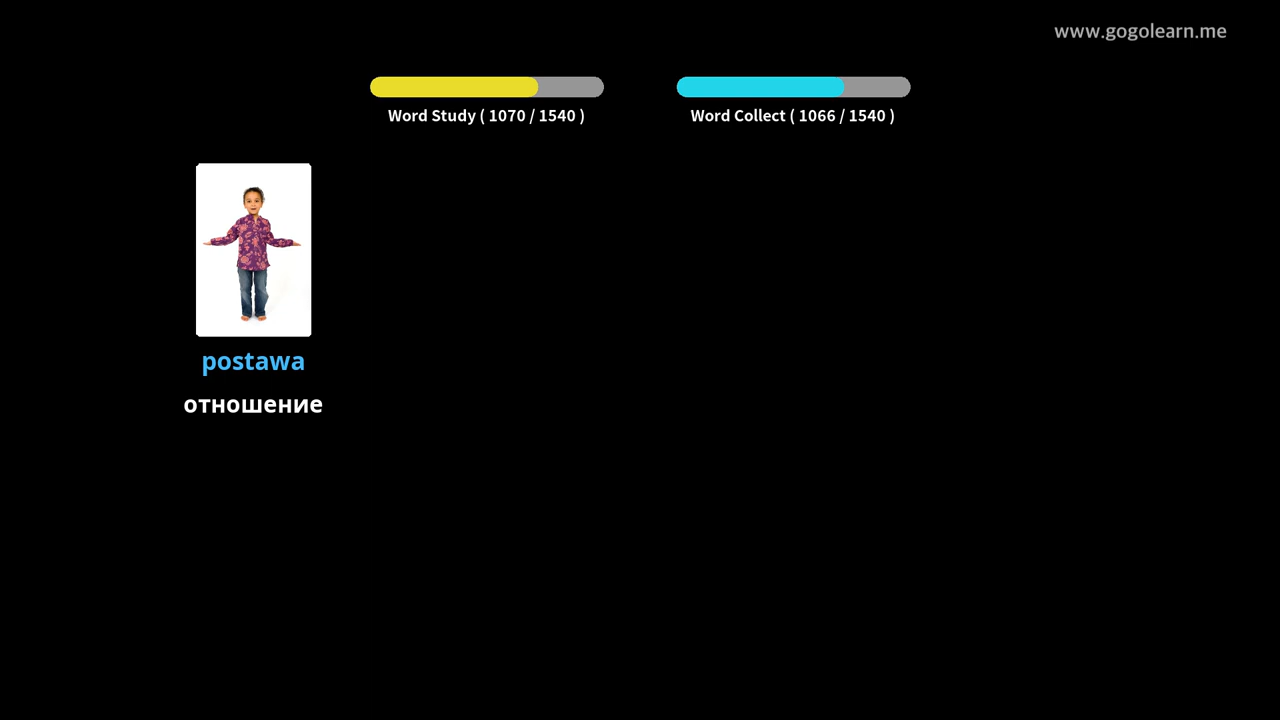 www.gogolearn.me
Word Study ( 1070 / 1540 )
Word Collect ( 1066 / 1540 )
postawa
отношение